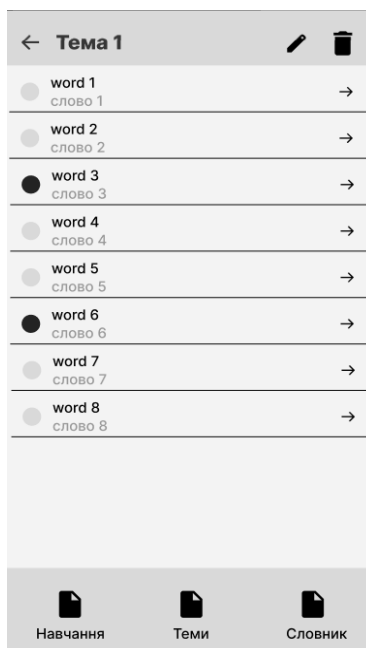 Тема 1
word 1
слово 1
word 2
слово 2
word 3
слово 3
word 4
слово 4
word 5
слово 5
word 6
слово 6
word 7
слово 7
word 8
слово 8
Навчання Теми Словник